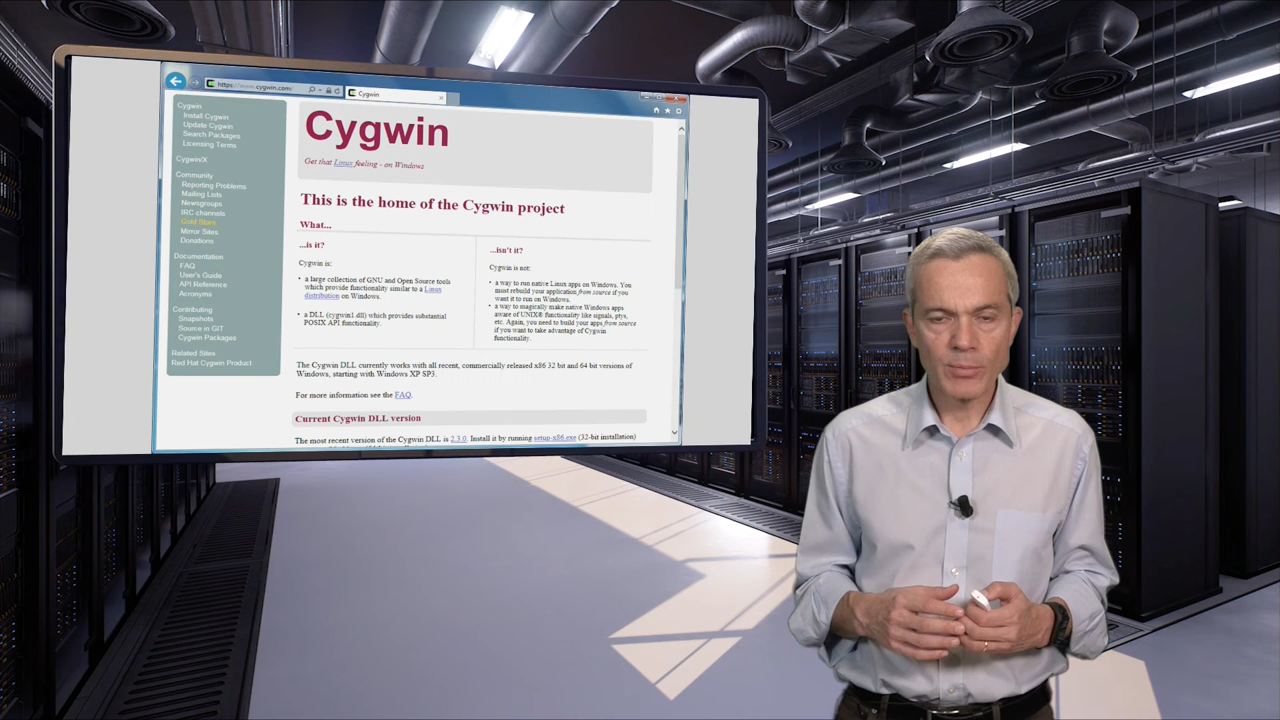 https://www.cygwin.com/
Cygwin
Cygwin
Install Cygwin
Update Cygwin
Search Packages
Licensing Terms
Cygwin/X
Community
Reporting Problems
Mailing Lists
Newsgroups
IRC channels
Gold Stars
Mirror Sites
Donations
Documentation
FAQ
User's Guide
API Reference
Acronyms
Contributing
Snapshots
Source in GIT
Cygwin Packages
Related Sites
Red Hat Cygwin Product
Cygwin
Get that Linux feeling - on Windows
This is the home of the Cygwin project
What...
...is it?
Cygwin is:
• a large collection of GNU and Open Source tools
which provide functionality similar to a Linux
distribution on Windows.
• a DLL (cygwin1.dll) which provides substantial
POSIX API functionality.
...isn't it?
Cygwin is not:
• a way to run native Linux apps on Windows. You
must rebuild your application from source if you
want it to run on Windows.
• a way to magically make native Windows apps
aware of UNIX® functionality like signals, ptys,
etc. Again, you need to build your apps from source
if you want to take advantage of Cygwin
functionality.
The Cygwin DLL currently works with all recent, commercially released x86 32 bit and 64 bit versions of
Windows, starting with Windows XP SP3.
For more information see the FAQ.
Current Cygwin DLL version
The most recent version of the Cygwin DLL is 2.3.0. Install it by running setup-x86.exe (32-bit installation)